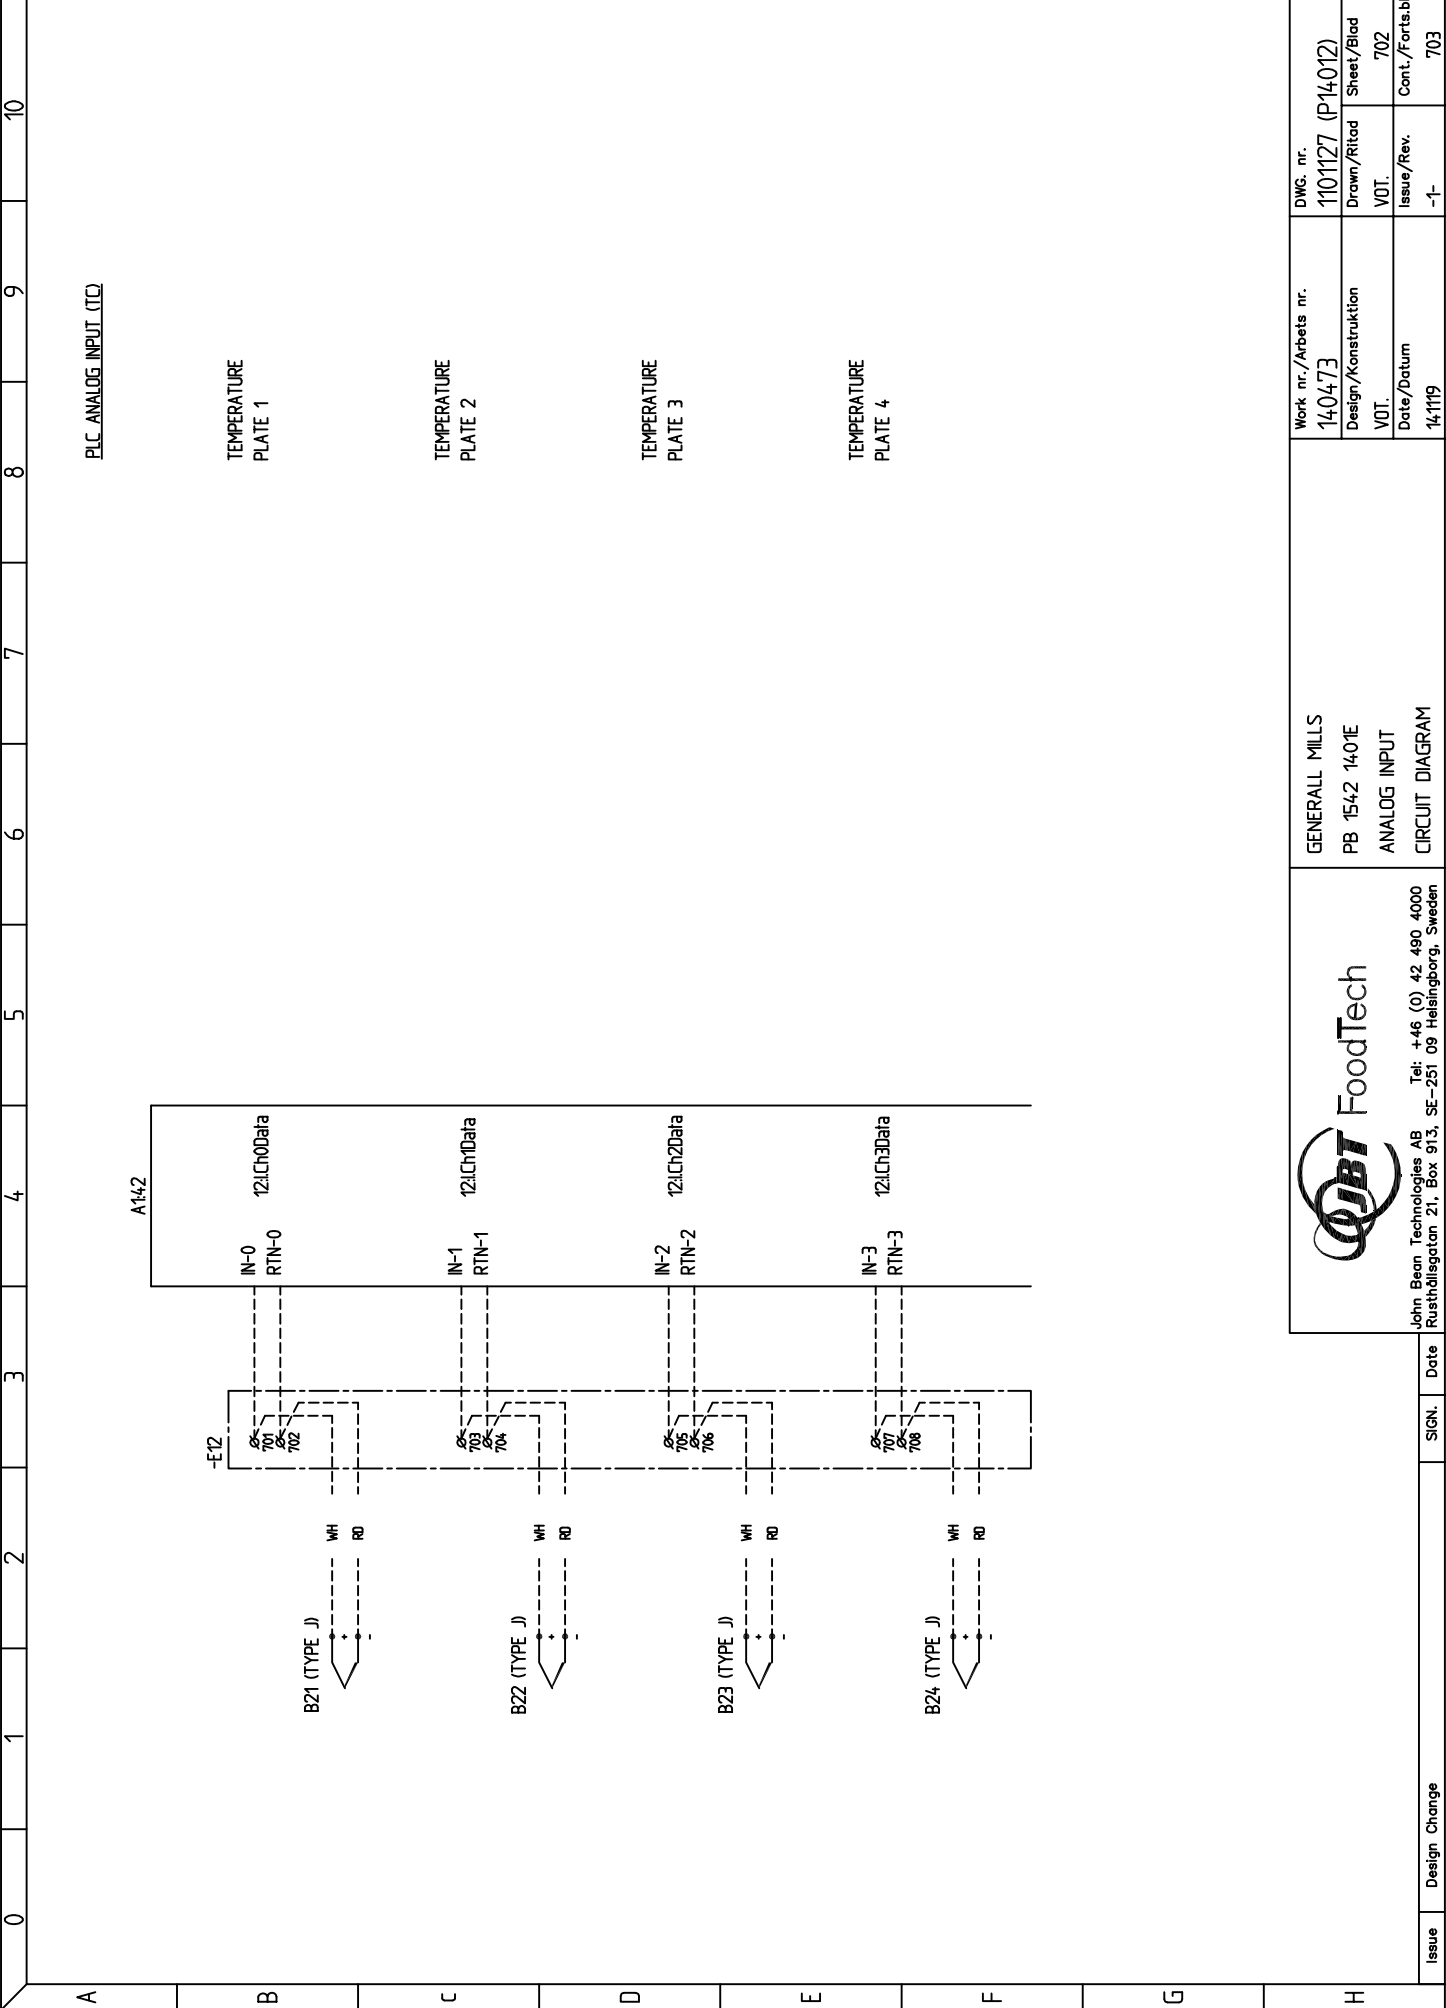 0 1 2 3 4 5 6 7 8 9 10
A
B
C
D
E
F
G
H
PLC ANALOG INPUT (TC)
A1:42
-E12
B21 (TYPE J)
+
-
WH
RD
701
702
IN-0
RTN-0
12:I.Ch0Data
TEMPERATURE
PLATE 1
B22 (TYPE J)
+
-
WH
RD
703
704
IN-1
RTN-1
12:I.Ch1Data
TEMPERATURE
PLATE 2
B23 (TYPE J)
+
-
WH
RD
705
706
IN-2
RTN-2
12:I.Ch2Data
TEMPERATURE
PLATE 3
B24 (TYPE J)
+
-
WH
RD
707
708
IN-3
RTN-3
12:I.Ch3Data
TEMPERATURE
PLATE 4
Issue
Design Change
SIGN.
Date
JBT FoodTech
John Bean Technologies AB Tel: +46 (0) 42 490 4000
Rusthållsgatan 21, Box 913, SE-251 09 Helsingborg, Sweden
GENERALL MILLS
PB 1542 1401E
ANALOG INPUT
CIRCUIT DIAGRAM
Work nr./Arbets nr.
140473
DWG. nr.
1101127 (P14012)
Design/Konstruktion
VOT.
Drawn/Ritad
VOT.
Sheet/Blad
702
Date/Datum
141119
Issue/Rev.
-1-
Cont./Forts.bl
703